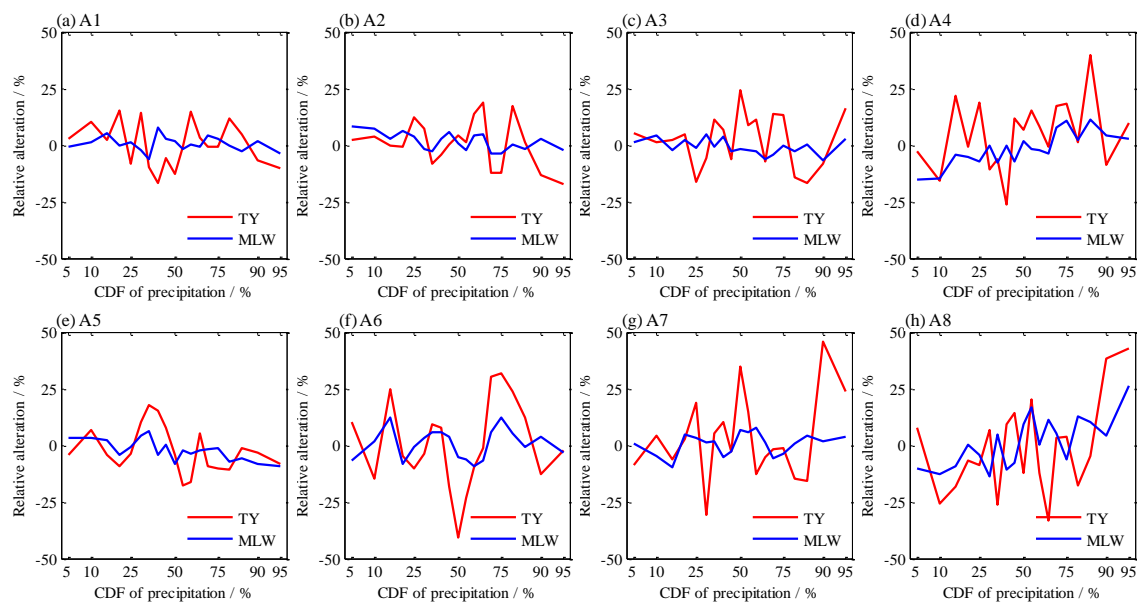 (a) A1
50
25
0
-25
-50
Relative alteration / %
TY
MLW
5 10 25 50 75 90 95
CDF of precipitation / %
(b) A2
50
25
0
-25
-50
Relative alteration / %
TY
MLW
5 10 25 50 75 90 95
CDF of precipitation / %
(c) A3
50
25
0
-25
-50
Relative alteration / %
TY
MLW
5 10 25 50 75 90 95
CDF of precipitation / %
(d) A4
50
25
0
-25
-50
Relative alteration / %
TY
MLW
5 10 25 50 75 90 95
CDF of precipitation / %
(e) A5
50
25
0
-25
-50
Relative alteration / %
TY
MLW
5 10 25 50 75 90 95
CDF of precipitation / %
(f) A6
50
25
0
-25
-50
Relative alteration / %
TY
MLW
5 10 25 50 75 90 95
CDF of precipitation / %
(g) A7
50
25
0
-25
-50
Relative alteration / %
TY
MLW
5 10 25 50 75 90 95
CDF of precipitation / %
(h) A8
50
25
0
-25
-50
Relative alteration / %
TY
MLW
5 10 25 50 75 90 95
CDF of precipitation / %